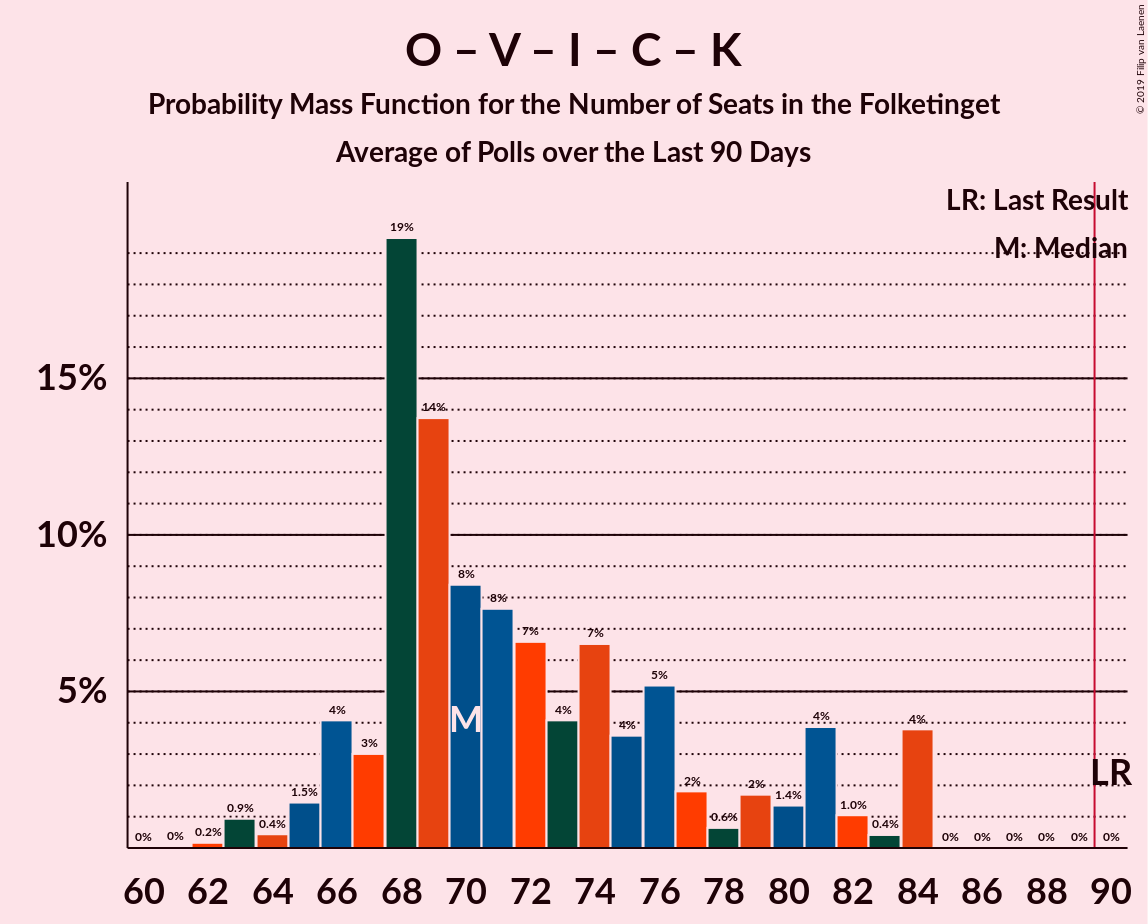 O – V – I – C – K
Probability Mass Function for the Number of Seats in the Folketinget
Average of Polls over the Last 90 Days
© 2019 Filip van Laenen
LR: Last Result
M: Median
15%
10%
5%
0% 0% 0.2% 0.9% 0.4% 1.5% 4% 3% 19% 14% 8% 8% 7% 4% 7% 4% 5% 2% 0.6% 2% 1.4% 4% 1.0% 0.4% 4% 0% 0% 0% 0% 0% 0%
M
LR
60 62 64 66 68 70 72 74 76 78 80 82 84 86 88 90